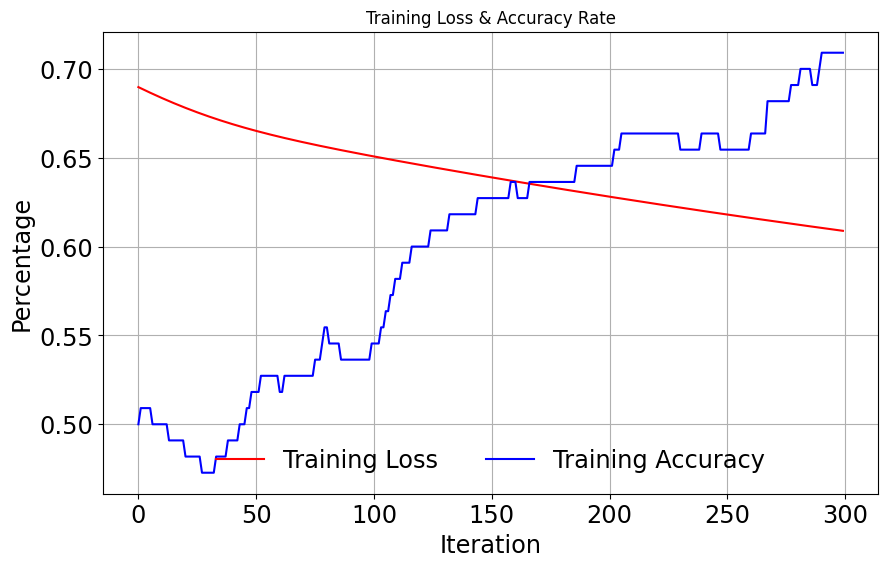 Training Loss & Accuracy Rate
0.70
0.65
0.60
0.55
0.50
Percentage
Training Loss Training Accuracy
0 50 100 150 200 250 300
Iteration